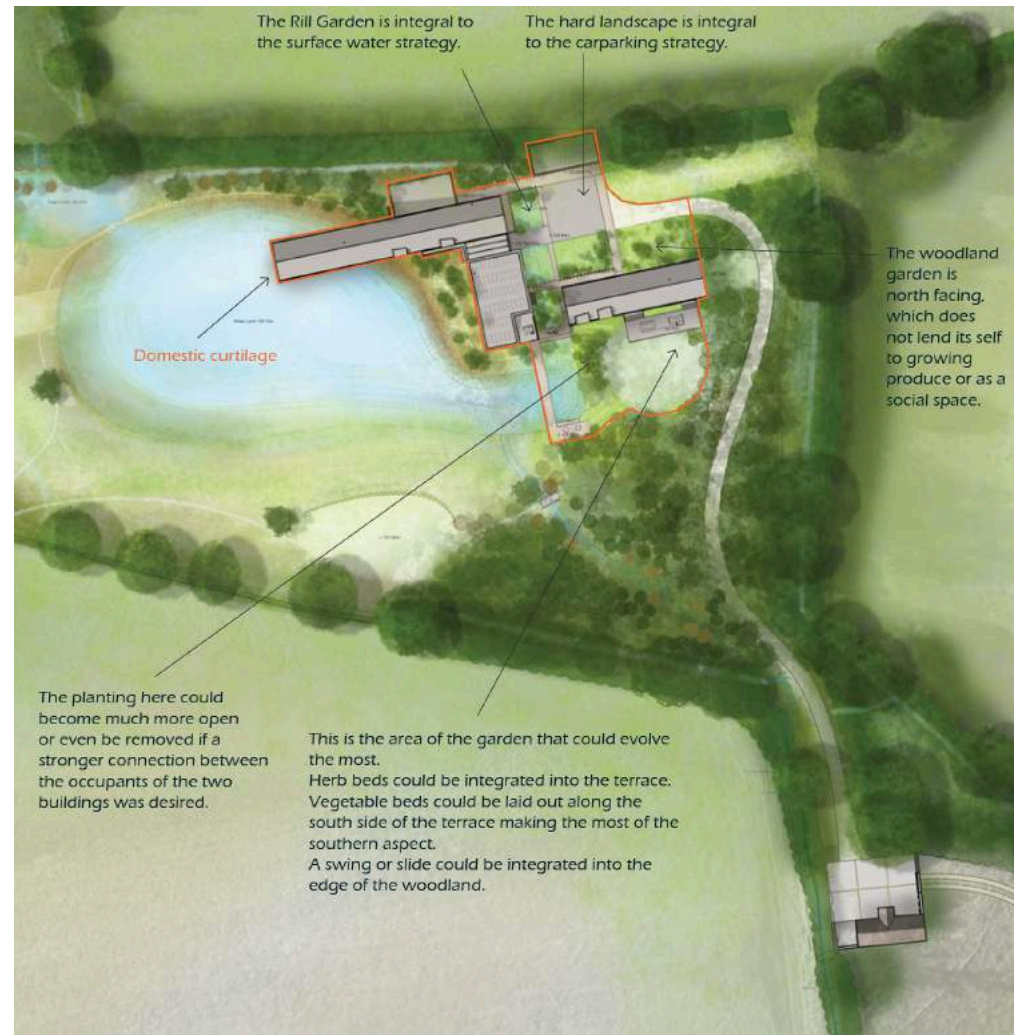 The Rill Garden is integral to
the surface water strategy.
The hard landscape is integral
to the carparking strategy.
The woodland
garden is
north facing,
which does
not lend its self
to growing
produce or as a
social space.
Domestic curtilage
The planting here could
become much more open
or even be removed if a
stronger connection between
the occupants of the two
buildings was desired.
This is the area of the garden that could evolve
the most.
Herb beds could be integrated into the terrace.
Vegetable beds could be laid out along the
south side of the terrace making the most of the
southern aspect.
A swing or slide could be integrated into the
edge of the woodland.